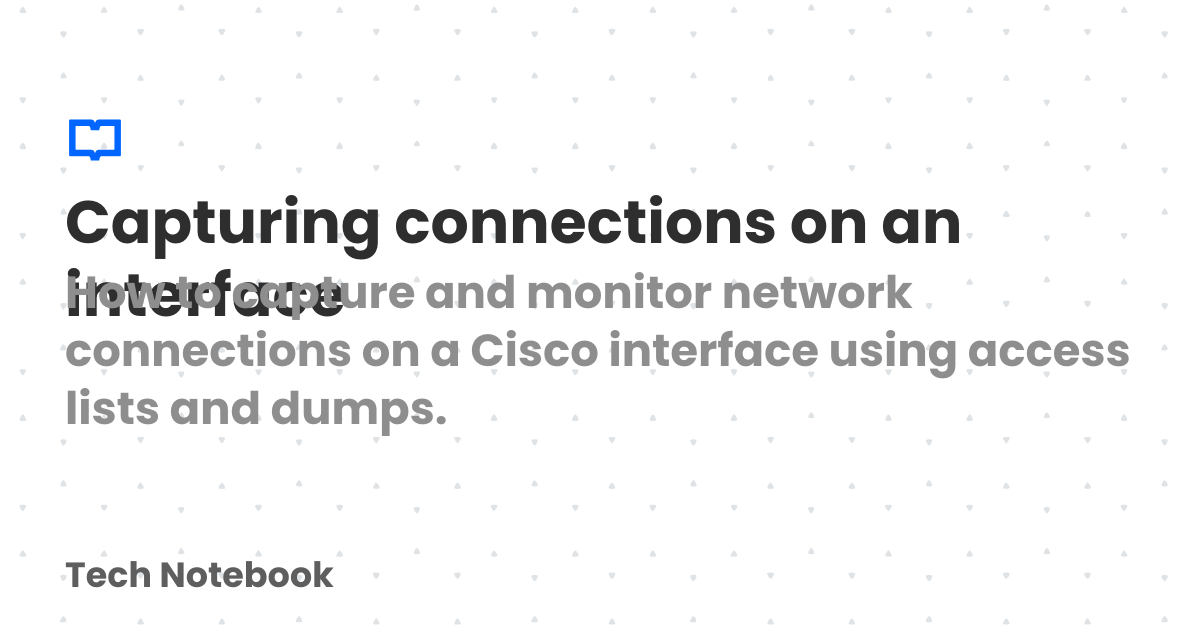 Capturing connections on an
interface
How to capture and monitor network
connections on a Cisco interface using access
lists and dumps.
Tech Notebook